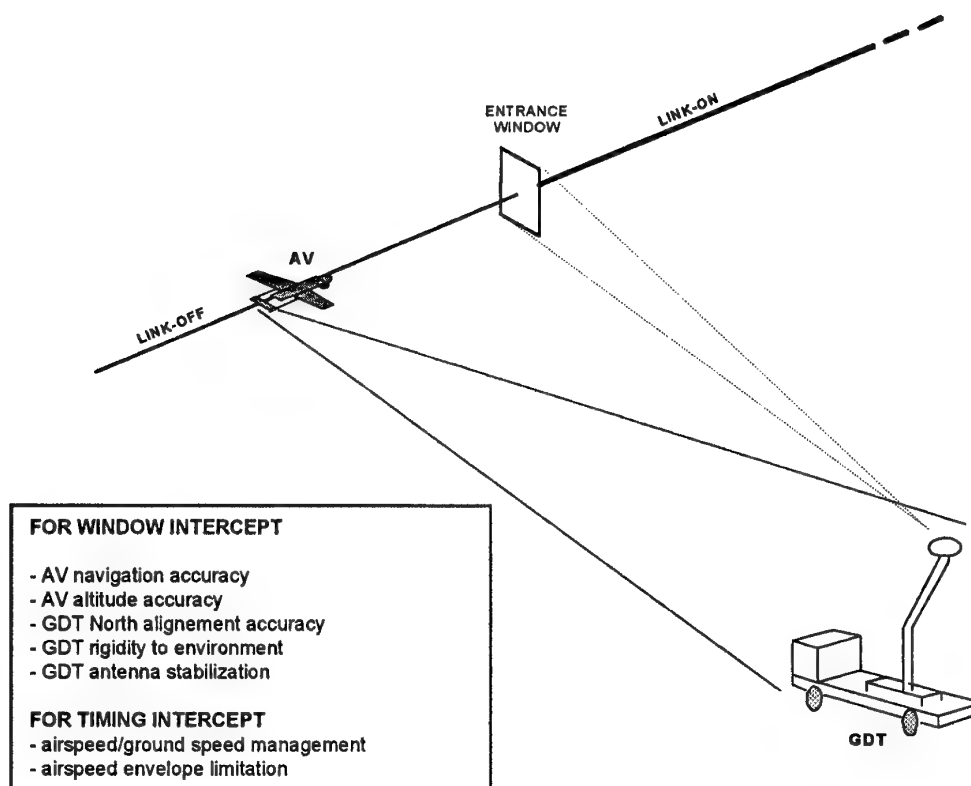 ENTRANCE
WINDOW
LINK-ON
AV
LINK-OFF
FOR WINDOW INTERCEPT
- AV navigation accuracy
- AV altitude accuracy
- GDT North alignement accuracy
- GDT rigidity to environment
- GDT antenna stabilization
FOR TIMING INTERCEPT
- airspeed/ground speed management
- airspeed envelope limitation
GDT